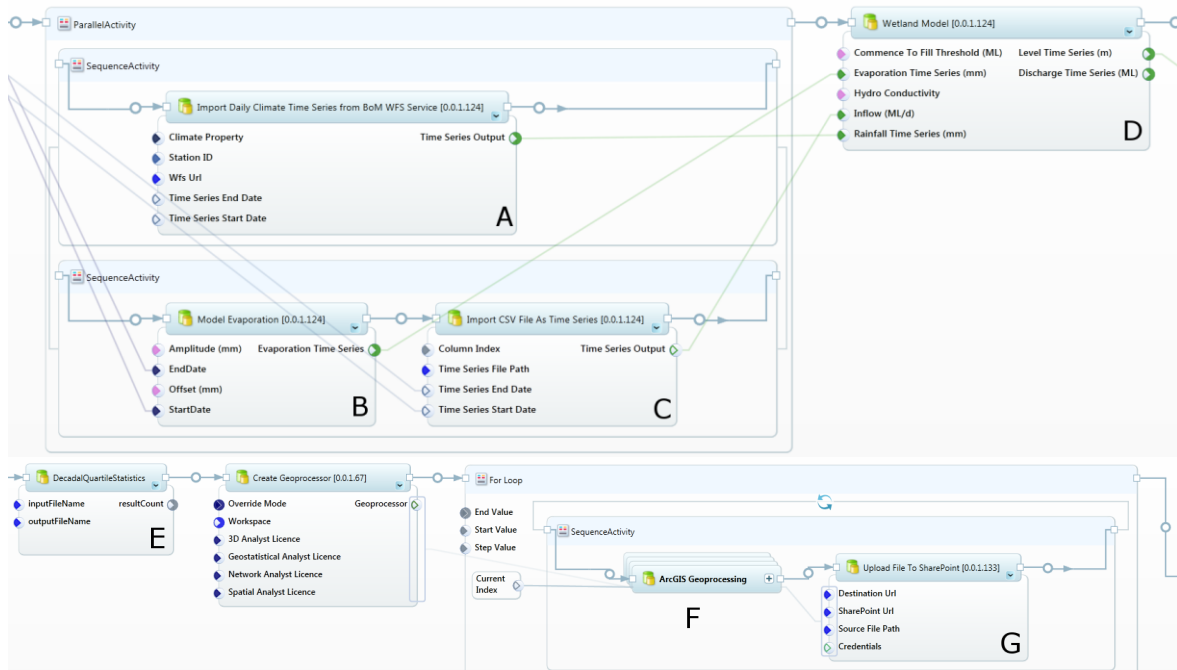 ParallelActivity
SequenceActivity
Import Daily Climate Time Series from BoM WFS Service [0.0.1.124]
Climate Property Time Series Output
Station ID
Wfs Url
Time Series End Date
Time Series Start Date
A
SequenceActivity
Model Evaporation [0.0.1.124]
Amplitude (mm) Evaporation Time Series
EndDate
Offset (mm)
StartDate
B
Import CSV File As Time Series [0.0.1.124]
Column Index Time Series Output
Time Series File Path
Time Series End Date
Time Series Start Date
C
Wetland Model [0.0.1.124]
Commence To Fill Threshold (ML) Level Time Series (m)
Evaporation Time Series (mm) Discharge Time Series (ML)
Hydro Conductivity
Inflow (ML/d)
Rainfall Time Series (mm)
D
DecadalQuartileStatistics
inputFileName resultCount
outputFileName
E
Create Geoprocessor [0.0.1.67]
Override Mode Geoprocessor
Workspace
3D Analyst Licence
Geostatistical Analyst Licence
Network Analyst Licence
Spatial Analyst Licence
For Loop
End Value
Start Value
Step Value
Current
Index
SequenceActivity
ArcGIS Geoprocessing
F
Upload File To SharePoint [0.0.1.133]
Destination Url
SharePoint Url
Source File Path
Credentials
G